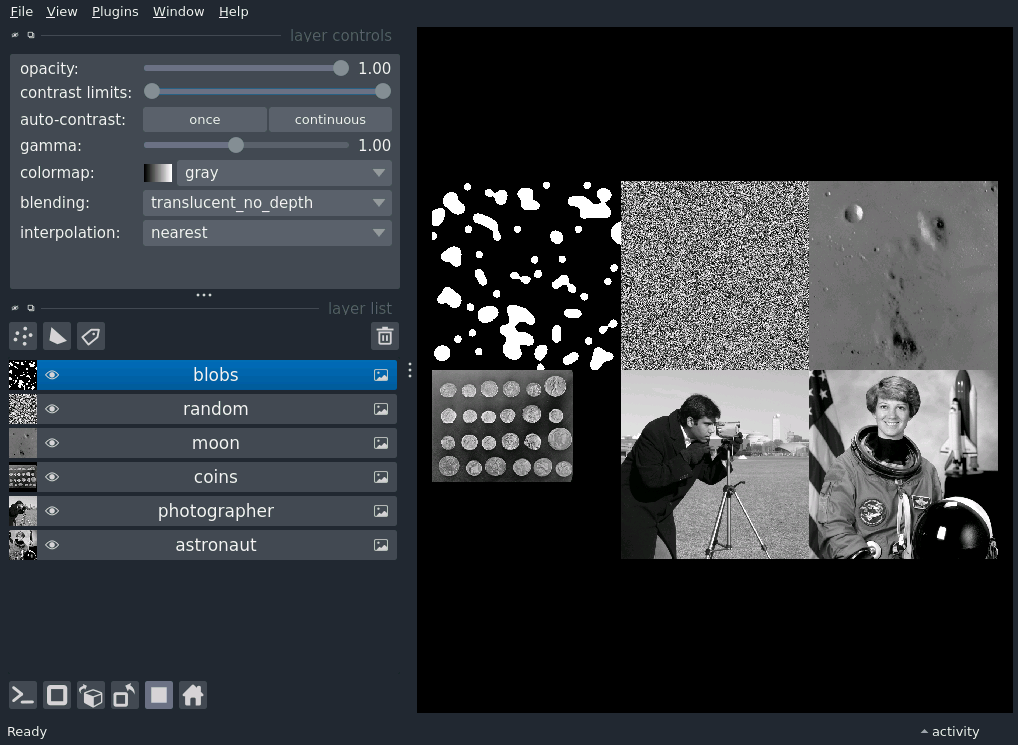 File View Plugins Window Help
layer controls
opacity: 1.00
contrast limits:
auto-contrast: once continuous
gamma: 1.00
colormap: gray
blending: translucent_no_depth
interpolation: nearest
layer list
blobs
random
moon
coins
photographer
astronaut
Ready
activity